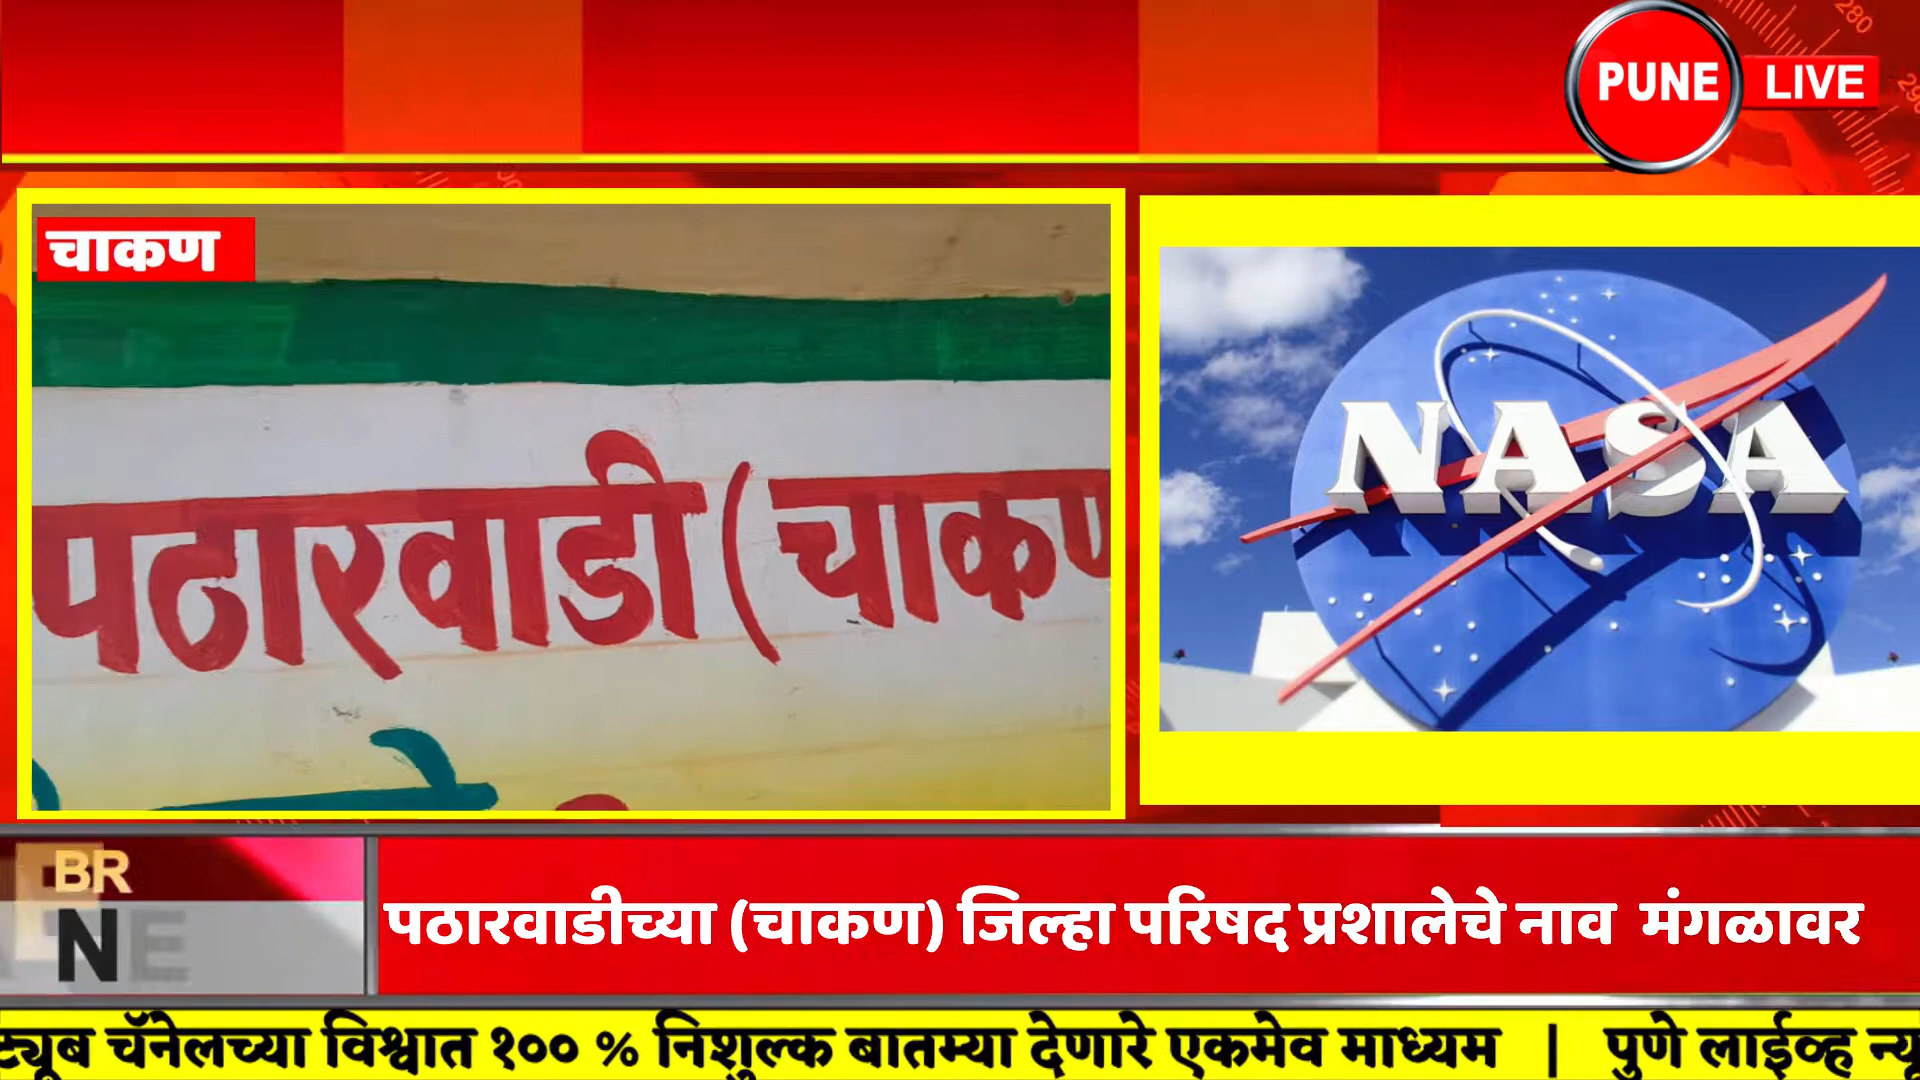 PUNE LIVE
चाकण
पठारवाडी (चाकण
NASA
BR
NE
पठारवाडीच्या (चाकण) जिल्हा परिषद प्रशालेचे नाव मंगळावर
चॅनेलच्या विश्वात १०० % निशुल्क बातम्या देणारे एकमेव माध्यम | पुणे लाईव्ह